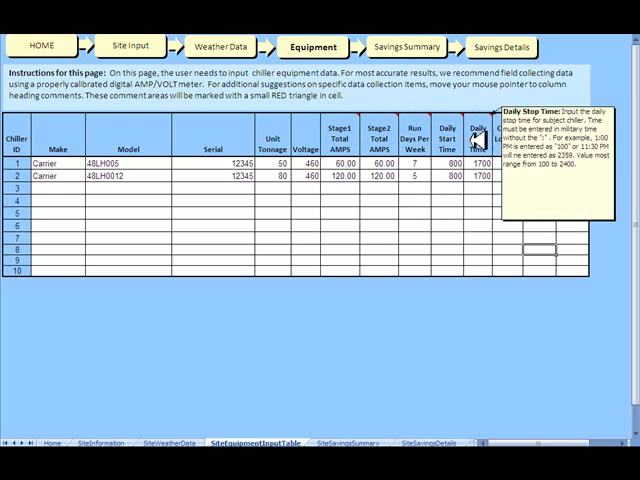 HOME Site Input Weather Data Equipment Savings Summary Savings Details
Instructions for this page: On this page, the user needs to input chiller equipment data. For most accurate results, we recommend field collecting data
using a properly calibrated digital AMP/VOLT meter. For additional suggestions on specific data collection items, move your mouse pointer to column
heading comments. These comment areas will be marked with a small RED triangle in cell.
Chiller ID Make Model Serial Unit Tonnage Voltage Stage1 Total AMPS Stage2 Total AMPS Run Days Per Week Daily Start Time Daily Time
Daily Stop Time: Input the daily
stop time for subject chiller. Time
must be entered in military time
without the ":" . For example, 1:00
PM is entered as "100" or 11:30 PM
will ne entered as 2359. Value most
range from 100 to 2400.
1 Carrier 48LH005 12345 50 460 60.00 60.00 7 800 1700
2 Carrier 48LH0012 12345 80 460 120.00 120.00 5 800 1700
3
4
5
6
7
8
9
10
Home SiteInformation SiteWeatherData SiteEquipmentInputTable SiteSavingsSummary SiteSavingsDetails